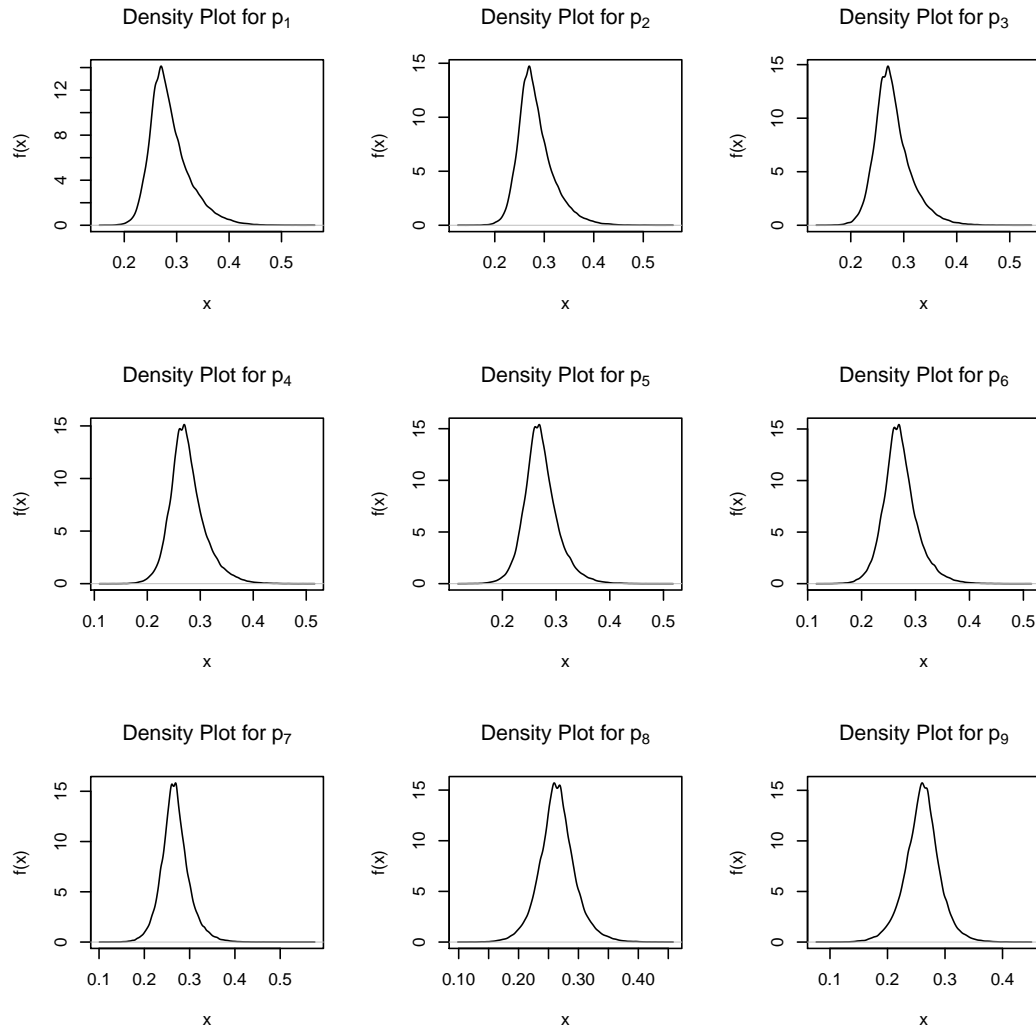 Density Plot for p₁
Density Plot for p₂
Density Plot for p₃
f(x)
0 4 8 12
0.2 0.3 0.4 0.5
x
f(x)
0 5 10 15
0.2 0.3 0.4 0.5
x
f(x)
0 5 10 15
0.2 0.3 0.4 0.5
x
Density Plot for p₄
Density Plot for p₅
Density Plot for p₆
f(x)
0 5 10 15
0.1 0.2 0.3 0.4 0.5
x
f(x)
0 5 10 15
0.2 0.3 0.4 0.5
x
f(x)
0 5 10 15
0.1 0.2 0.3 0.4 0.5
x
Density Plot for p₇
Density Plot for p₈
Density Plot for p₉
f(x)
0 5 10 15
0.1 0.2 0.3 0.4 0.5
x
f(x)
0 5 10 15
0.10 0.20 0.30 0.40
x
f(x)
0 5 10 15
0.1 0.2 0.3 0.4
x